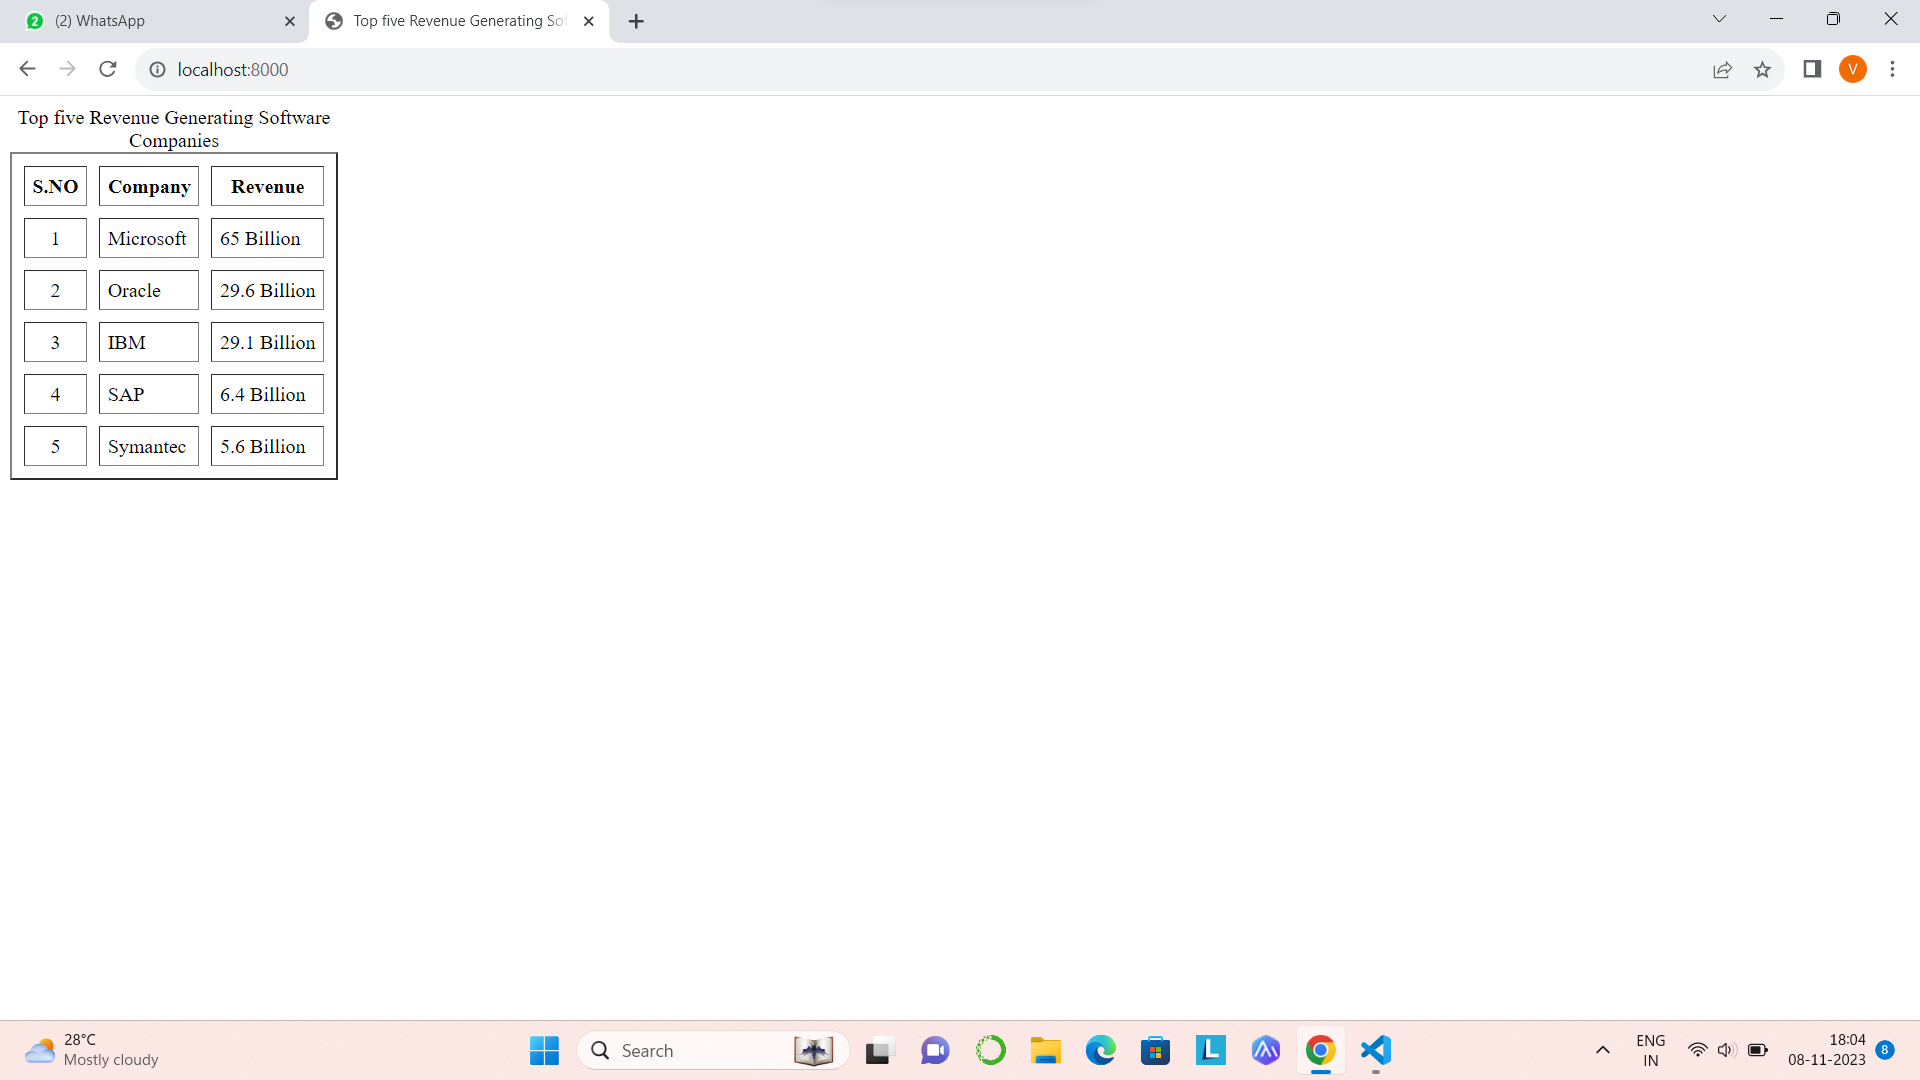 (2) WhatsApp
Top five Revenue Generating So
localhost:8000
V
Top five Revenue Generating Software
Companies
S.NO Company Revenue
1 Microsoft 65 Billion
2 Oracle 29.6 Billion
3 IBM 29.1 Billion
4 SAP 6.4 Billion
5 Symantec 5.6 Billion
28°C
Mostly cloudy
Search
ENG
IN
18:04
08-11-2023
8